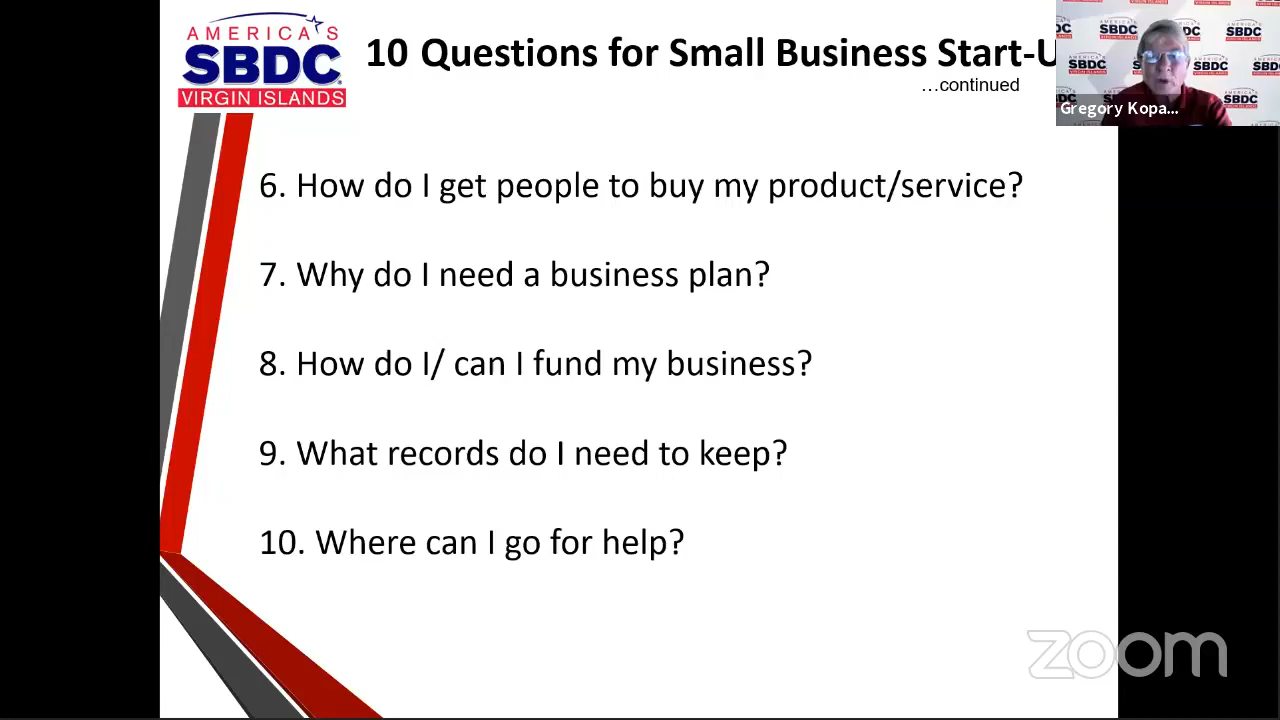 AMERICA'S
SBDC
VIRGIN ISLANDS
10 Questions for Small Business Start-U
...continued
Gregory Kopa...
6. How do I get people to buy my product/service?
7. Why do I need a business plan?
8. How do I/ can I fund my business?
9. What records do I need to keep?
10. Where can I go for help?
zoom